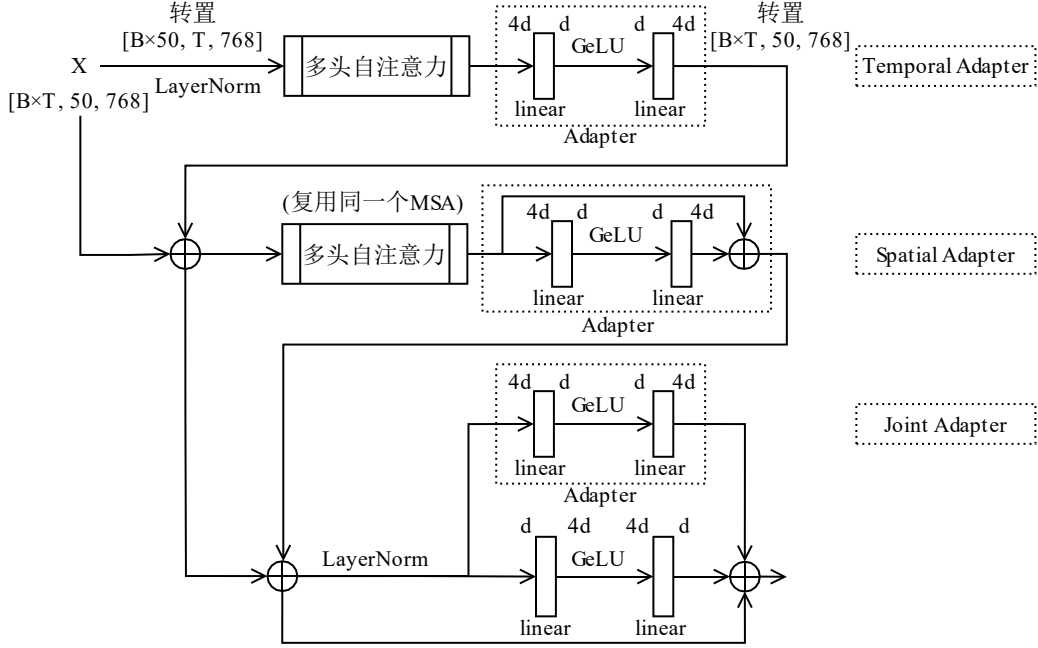 转置
[B×50, T, 768]
X
LayerNorm
[B×T, 50, 768]
多头自注意力
4d
d
GeLU
d
4d
linear
linear
Adapter
转置
[B×T, 50, 768]
Temporal Adapter
(复用同一个MSA)
多头自注意力
4d
d
GeLU
d
4d
linear
linear
Adapter
Spatial Adapter
4d
d
GeLU
d
4d
linear
linear
Adapter
Joint Adapter
LayerNorm
d
4d
GeLU
4d
d
linear
linear